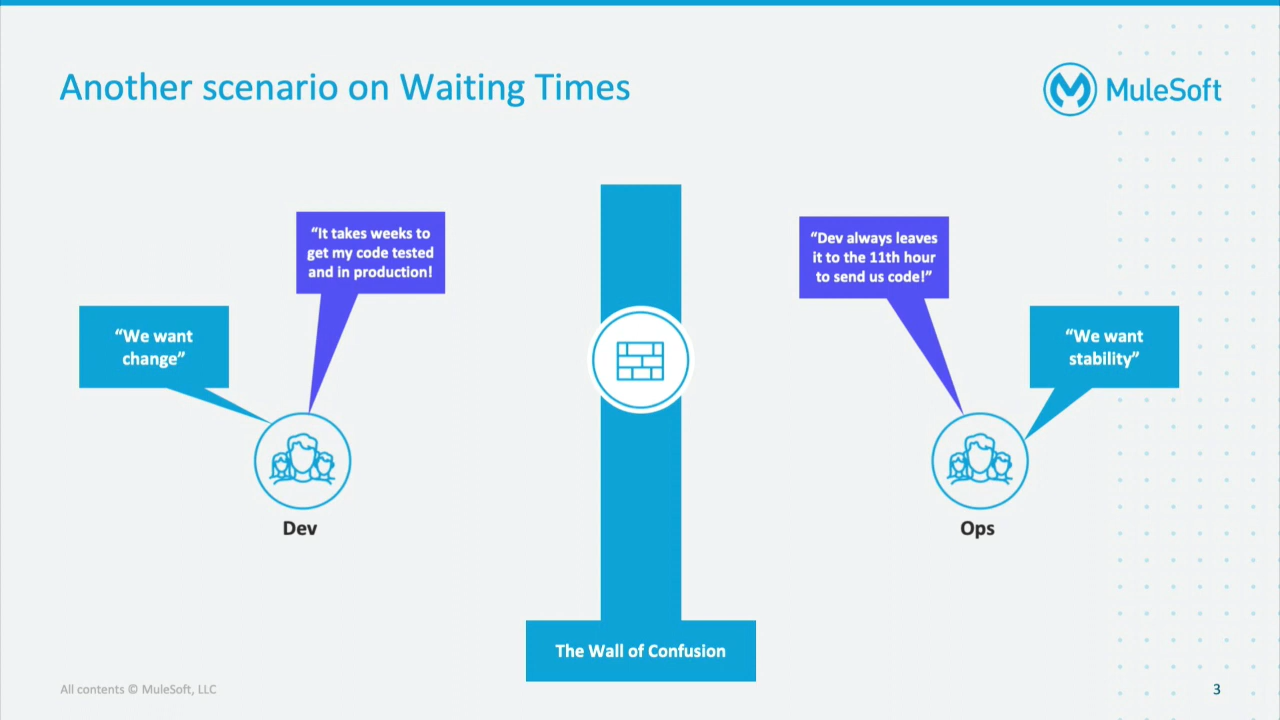 Another scenario on Waiting Times
MuleSoft
“It takes weeks to
get my code tested
and in production!
“Dev always leaves
it to the 11th hour
to send us code!”
“We want
change”
“We want
stability”
Dev
Ops
The Wall of Confusion
All contents © MuleSoft, LLC
3